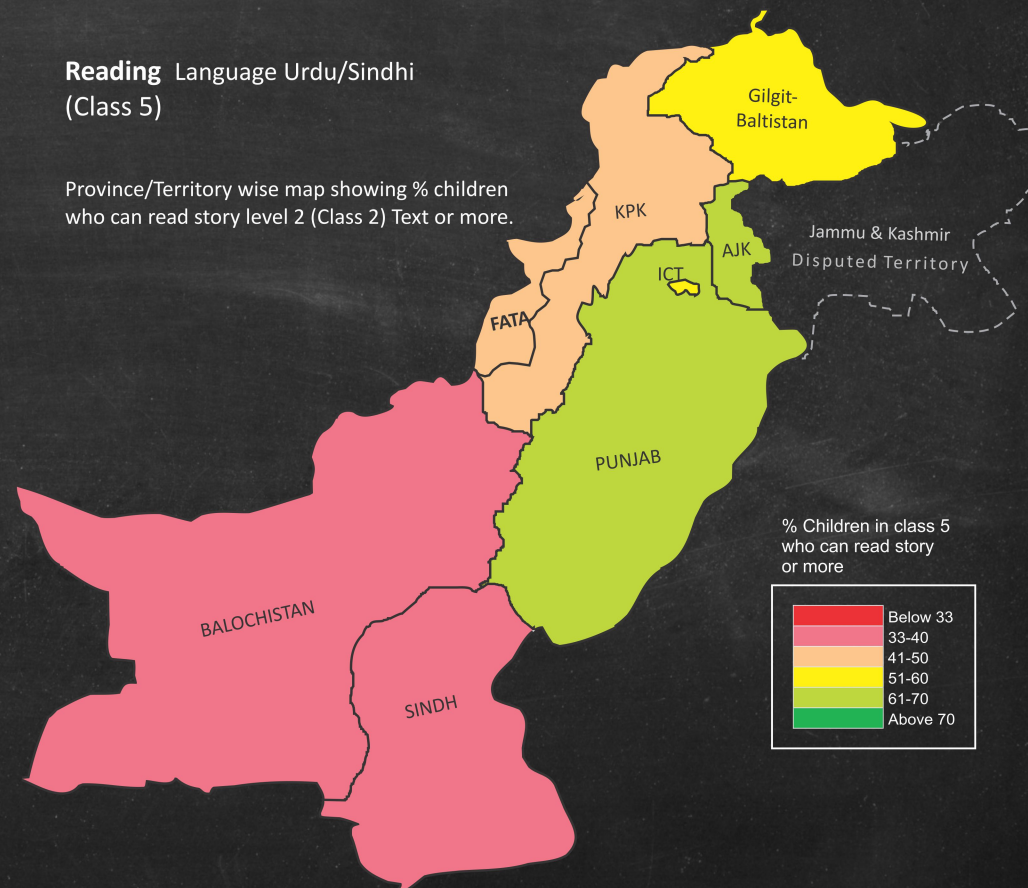 Reading Language Urdu/Sindhi
(Class 5)
Province/Territory wise map showing % children
who can read story level 2 (Class 2) Text or more.
Gilgit-
Baltistan
KPK
AJK
Jammu & Kashmir
Disputed Territory
ICT
FATA
PUNJAB
BALOCHISTAN
SINDH
% Children in class 5
who can read story
or more
Below 33
33-40
41-50
51-60
61-70
Above 70